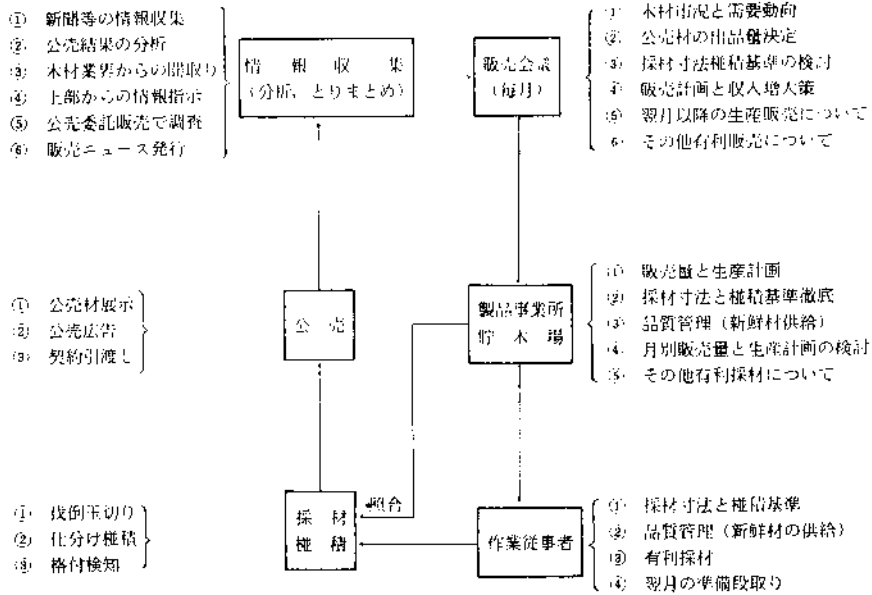 ① 新聞等の情報収集
② 公売結果の分析
③ 木材業界からの聞取り
④ 上部からの情報指示
⑤ 公売委託販売で調査
⑥ 販売ニュース発行
情報収集
(分析、とりまとめ)
販売会議
(毎月)
① 木材市況と需要動向
② 公売材の出品量決定
③ 採材寸法椪積基準の検討
④ 販売計画と収入増大策
⑤ 翌月以降の生産販売について
6 その他有利販売について
① 公売材展示
② 公売広告
③ 契約引渡し
公売
製品事業所
貯木場
① 販売量と生産計画
② 採材寸法と椪積基準徹底
③ 品質管理(新鮮材供給)
4 月別販売量と生産計画の検討
⑤ その他有利採材について
① 伐倒玉切り
② 仕分け椪積
③ 格付検知
採材
椪積
照合
作業従事者
① 採材寸法と椪積基準
② 品質管理(新鮮材の供給)
③ 有利採材
④ 翌月の準備段取り